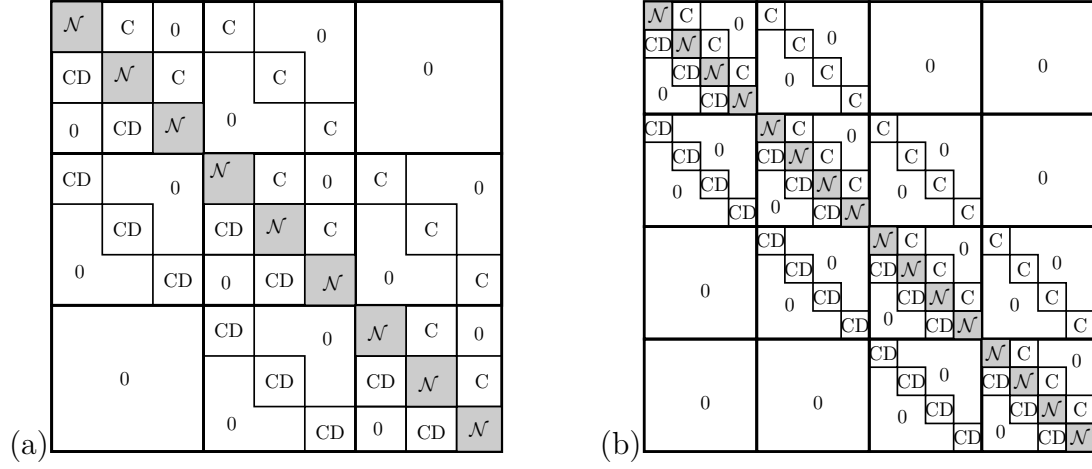 𝒩 C 0 C 0
CD 𝒩 C C 0
0 CD 𝒩 0 C
CD 0 𝒩 C 0 C 0
CD CD 𝒩 C C
0 CD 0 CD 𝒩 0 C
CD 0 𝒩 C 0
0 CD CD 𝒩 C
0 CD 0 CD 𝒩
(a)
𝒩 C 0 C
CD 𝒩 C C 0
CD 𝒩 C 0 C 0 0
0 CD 𝒩 C
CD 𝒩 C 0 C
CD 0 CD 𝒩 C C 0
0 CD CD 𝒩 C 0 C 0
CD 0 CD 𝒩 C
CD 𝒩 C 0 C
CD 0 CD 𝒩 C C 0
0 0 CD CD 𝒩 C 0 C
CD 0 CD 𝒩 C
CD 𝒩 C 0
CD 0 CD 𝒩 C
0 0 0 CD CD 𝒩 C
CD 0 CD 𝒩
(b)